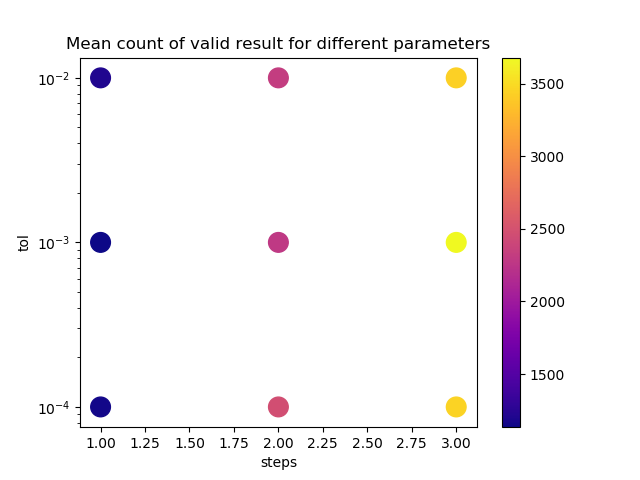 Mean count of valid result for different parameters
tol
10⁻²
10⁻³
10⁻⁴
1.00 1.25 1.50 1.75 2.00 2.25 2.50 2.75 3.00
steps
3500
3000
2500
2000
1500